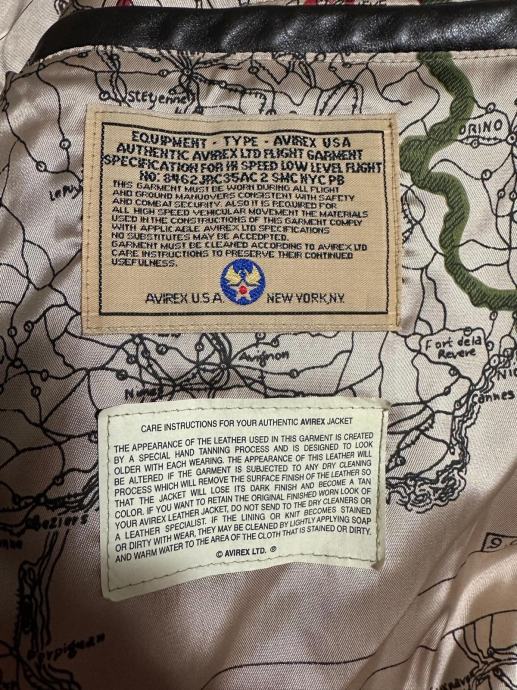 St Etyenne
ORINO
EQUIPMENT - TYPE - AVIREX USA
AUTHENTIC AVIREX LTD FLIGHT GARMENT
SPECIFICATION FOR HI SPEED LOW LEVEL FLIGHT
NO: 8462 JRC35AC 2 SMC NYC PB
THIS GARMENT MUST BE WORN DURING ALL FLIGHT
AND GROUND MANUOVERS CONSISTENT WITH SAFETY
AND COMBAT SECURITY. ALSO IT IS REQUIRED FOR
ALL HIGH SPEED VEHICULAR MOVEMENT THE MATERIALS
USED IN THE CONSTRUCTIONS OF THIS GARMENT COMPLY
WITH APPLICABLE AVIREX LTD SPECIFICATIONS
NO SUBSTITUTES MAY BE ACCEPTED.
GARMENT MUST BE CLEANED ACCORDING TO AVIREX LTD
CARE INSTRUCTIONS TO PRESERVE THEIR CONTINUED
USEFULNESS.
AVIREX U.S.A. NEW YORK,N.Y.
Fort dela
Revere
Avignon
Cannes
CARE INSTRUCTIONS FOR YOUR AUTHENTIC AVIREX JACKET
THE APPEARANCE OF THE LEATHER USED IN THIS GARMENT IS CREATED
BY A SPECIAL HAND TANNING PROCESS AND IS DESIGNED TO LOOK
OLDER WITH EACH WEARING. THE APPEARANCE OF THIS LEATHER WILL
BE ALTERED IF THE GARMENT IS SUBJECTED TO ANY DRY CLEANING
PROCESS WHICH WILL REMOVE THE SURFACE FINISH OF THE LEATHER SO
THAT THE JACKET WILL LOSE ITS DARK FINISH AND BECOME A TAN
COLOR. IF YOU WANT TO RETAIN THE ORIGINAL FINISHED WORN LOOK OF
YOUR AVIREX LEATHER JACKET, DO NOT SEND TO THE DRY CLEANERS OR
A LEATHER SPECIALIST. IF THE LINING OR KNIT BECOMES STAINED
OR DIRTY WITH WEAR, THEY MAY BE CLEANED BY LIGHTLY APPLYING SOAP
AND WARM WATER TO THE AREA OF THE CLOTH THAT IS STAINED OR DIRTY.
© AVIREX LTD. ®
Beziers